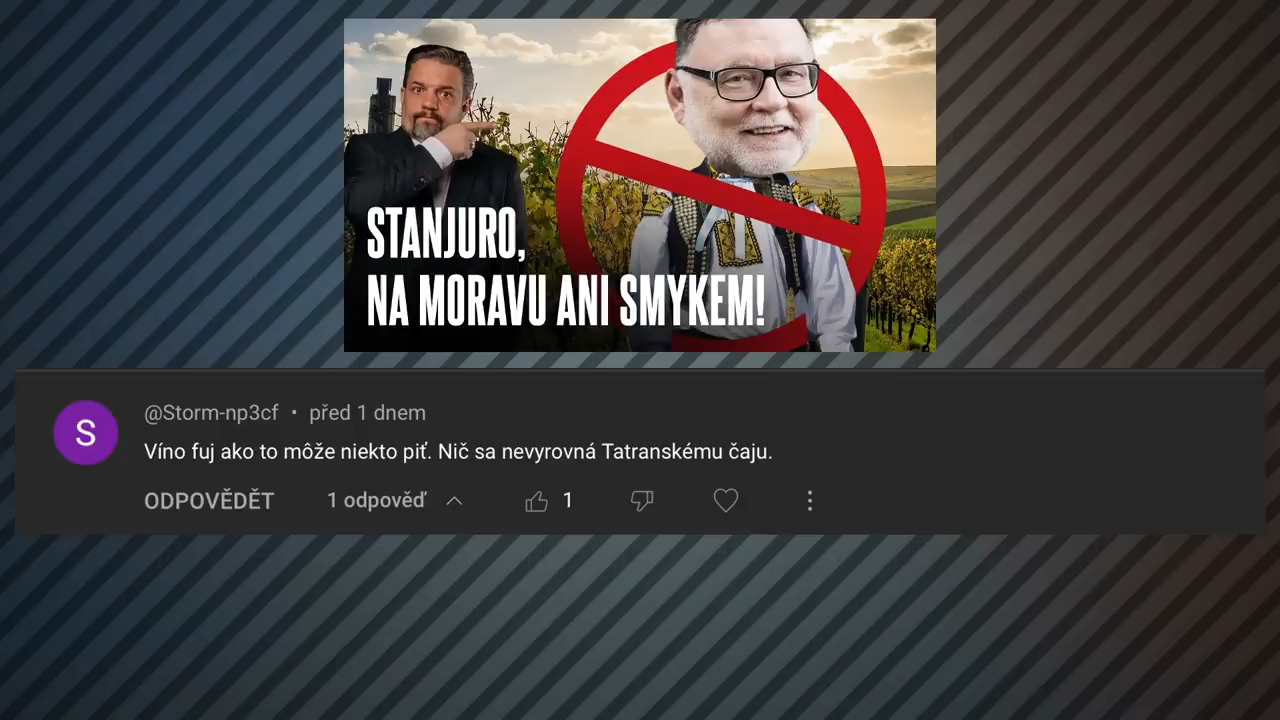 STANJURO,
NA MORAVU ANI SMYKEM!
S
@Storm-np3cf • před 1 dnem
Víno fuj ako to môže niekto piť. Nič sa nevyrovná Tatranskému čaju.
ODPOVĚDĚT 1 odpověď 1